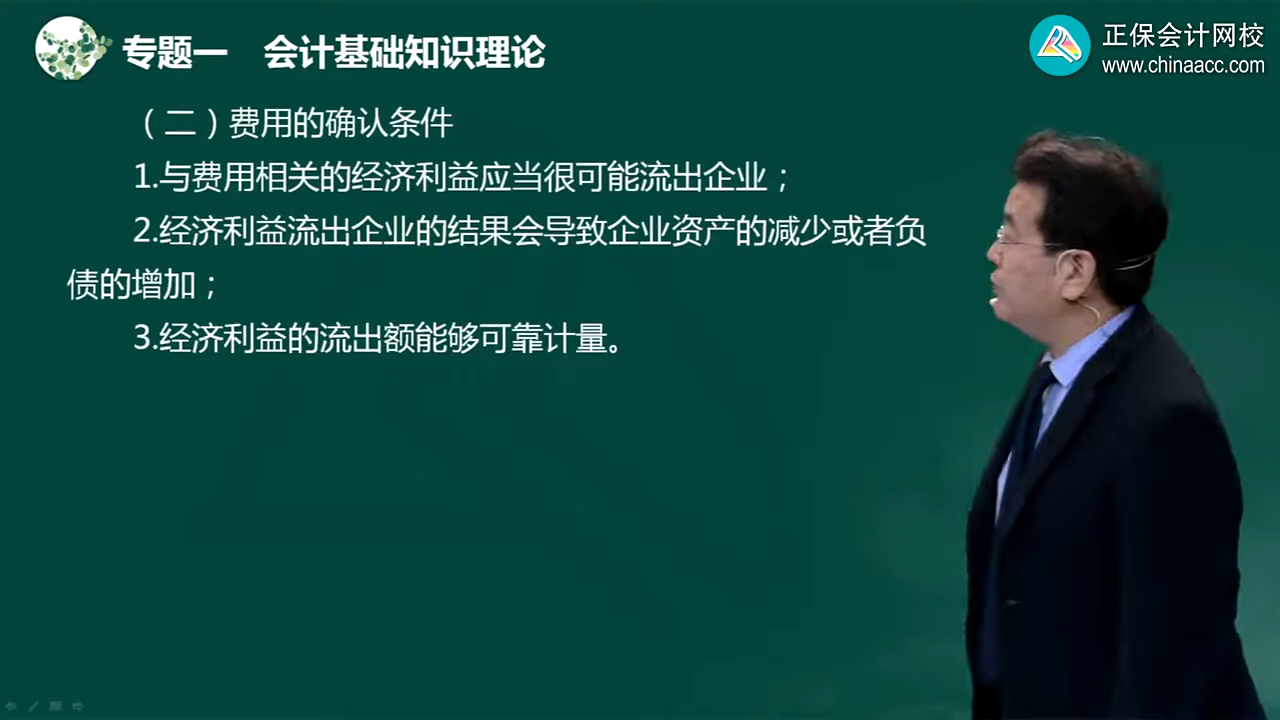 专题一 会计基础知识理论
正保会计网校
www.chinaacc.com
（二）费用的确认条件
1.与费用相关的经济利益应当很可能流出企业；
2.经济利益流出企业的结果会导致企业资产的减少或者负
债的增加；
3.经济利益的流出额能够可靠计量。